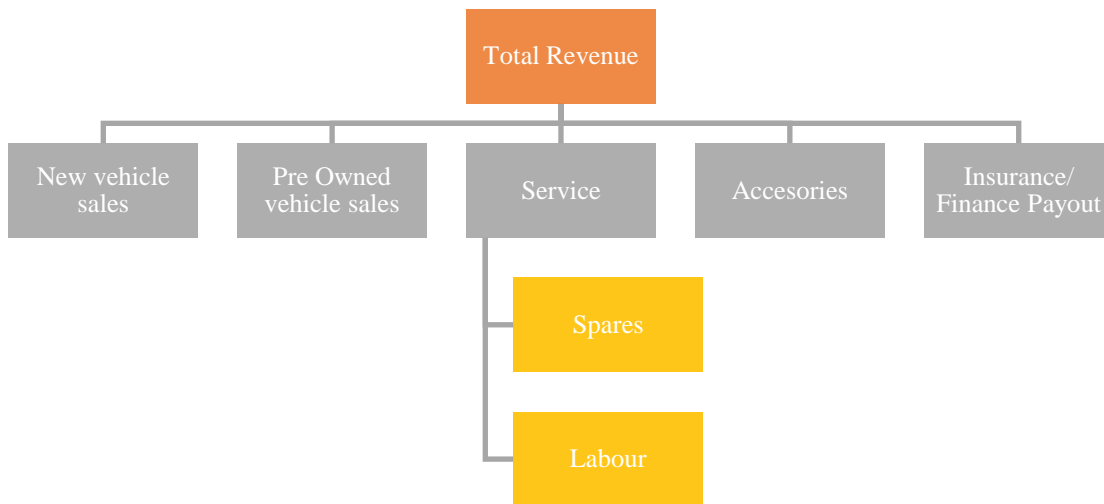 Total Revenue
New vehicle
sales
Pre Owned
vehicle sales
Service
Accesories
Insurance/
Finance Payout
Spares
Labour